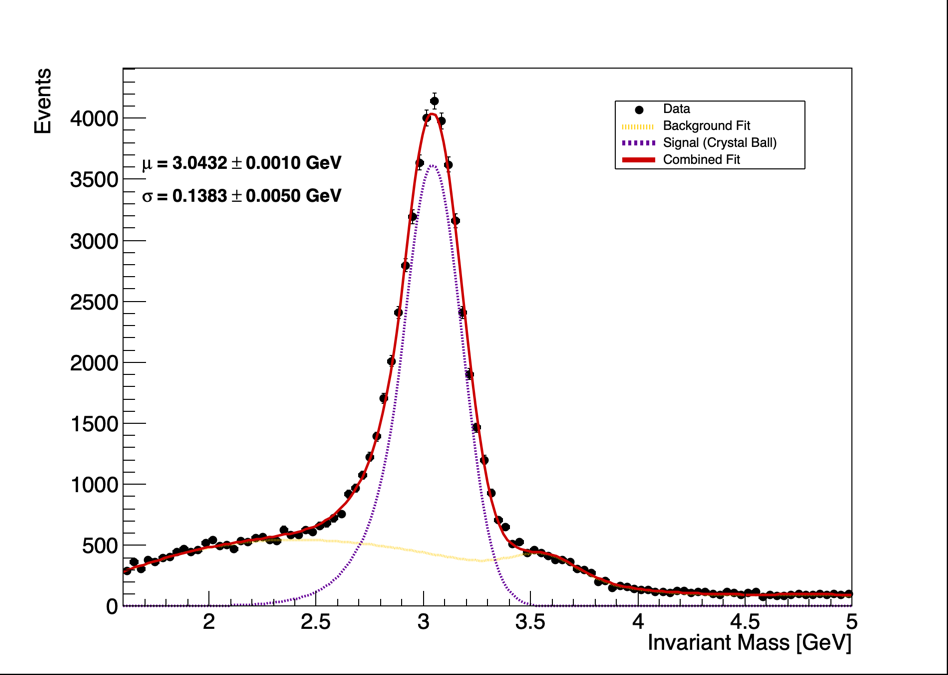 Events
4000
3500
3000
2500
2000
1500
1000
500
0
μ = 3.0432 ± 0.0010 GeV
σ = 0.1383 ± 0.0050 GeV
Data
Background Fit
Signal (Crystal Ball)
Combined Fit
2 2.5 3 3.5 4 4.5 5
Invariant Mass [GeV]